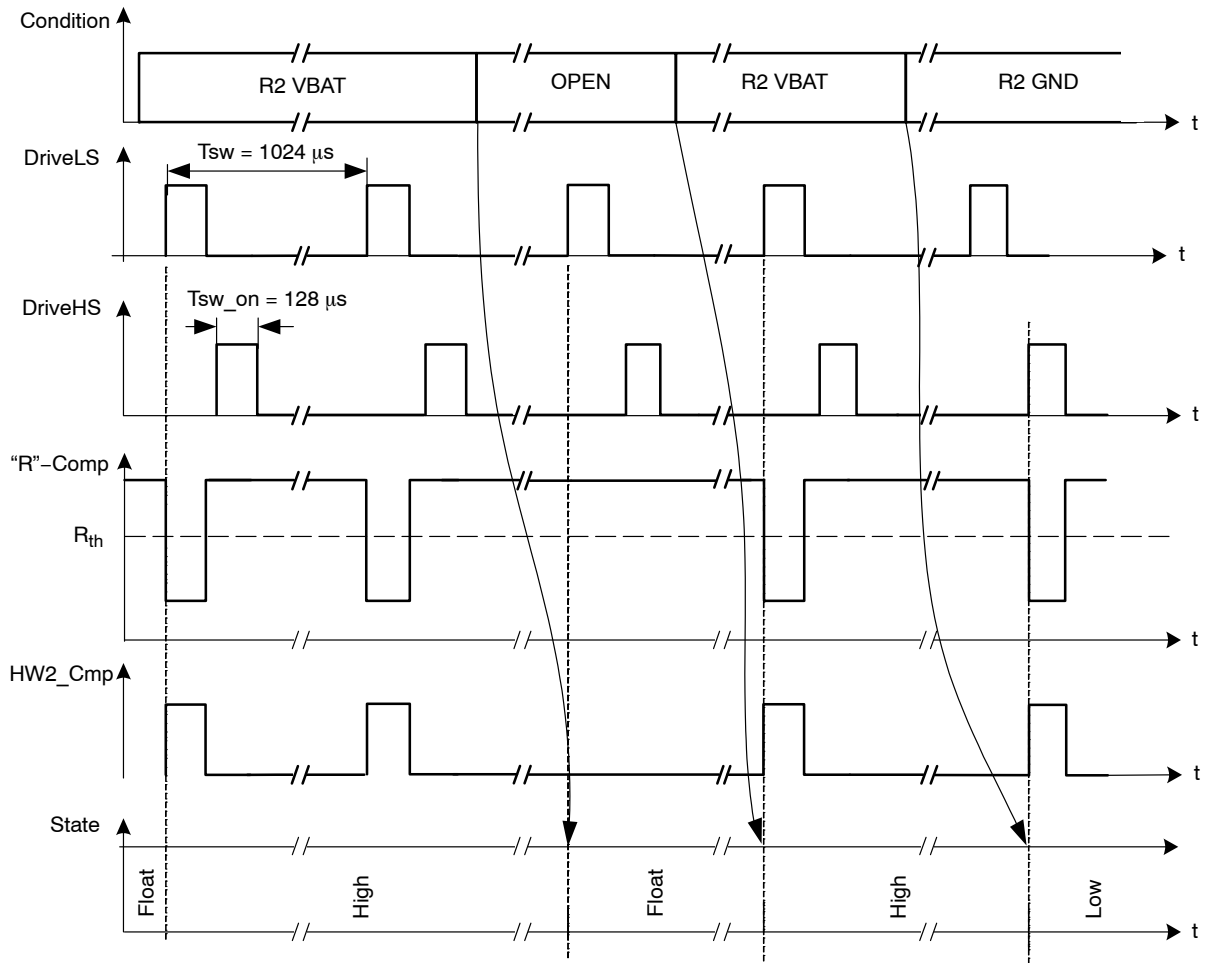 Condition
R2 VBAT
OPEN
R2 VBAT
R2 GND
t
DriveLS
Tsw = 1024 μs
t
DriveHS
Tsw_on = 128 μs
t
“R”−Comp
Rth
t
HW2_Cmp
t
State
Float
High
Float
High
Low
t